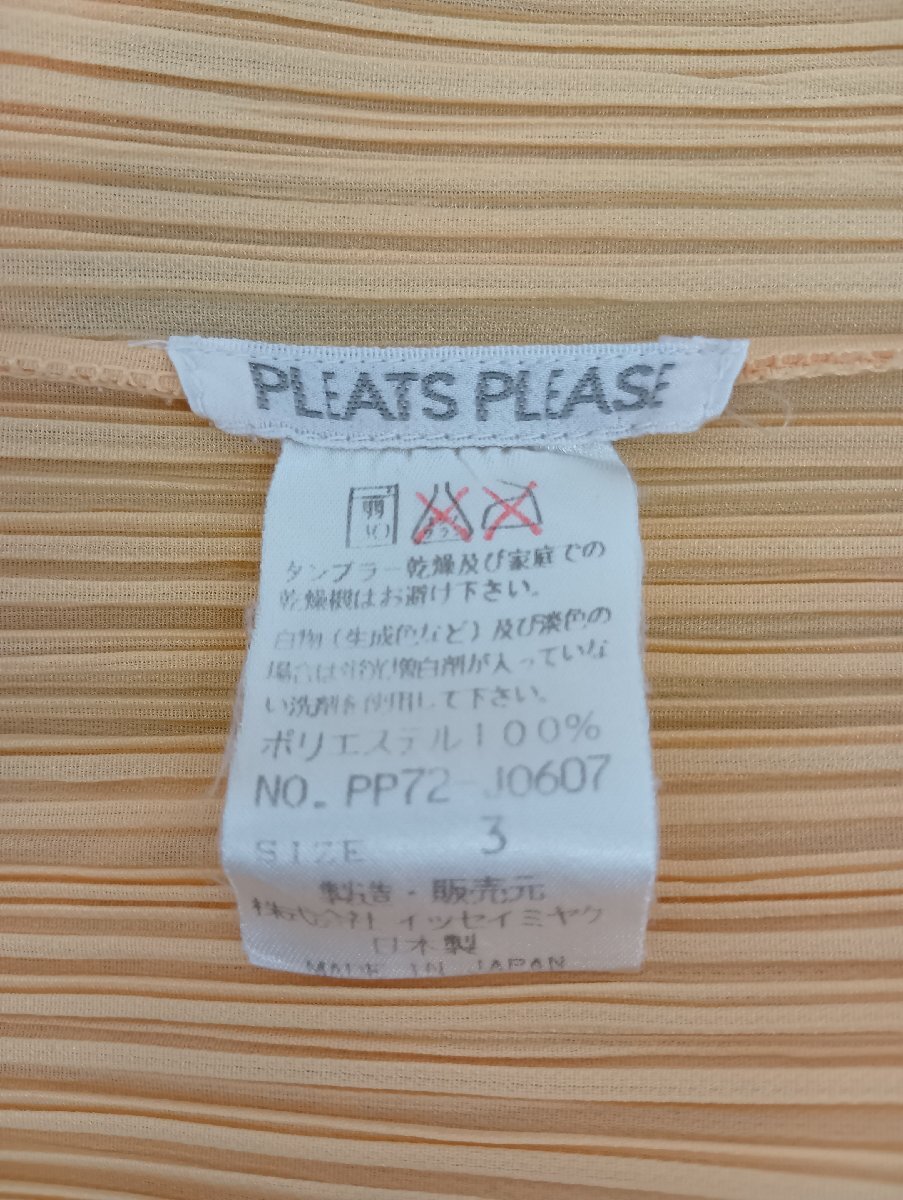 PLEATS PLEASE
弱
タンブラー乾燥及び家庭での
乾燥機はお避け下さい。
白物(生成色など)及び淡色の
場合は蛍光増白剤が入っていな
い洗剤を使用して下さい。
ポリエステル100%
NO. PP72-J0607
SIZE 3
製造・販売元
株式会社イッセイミヤケ
日本製
MADE IN JAPAN